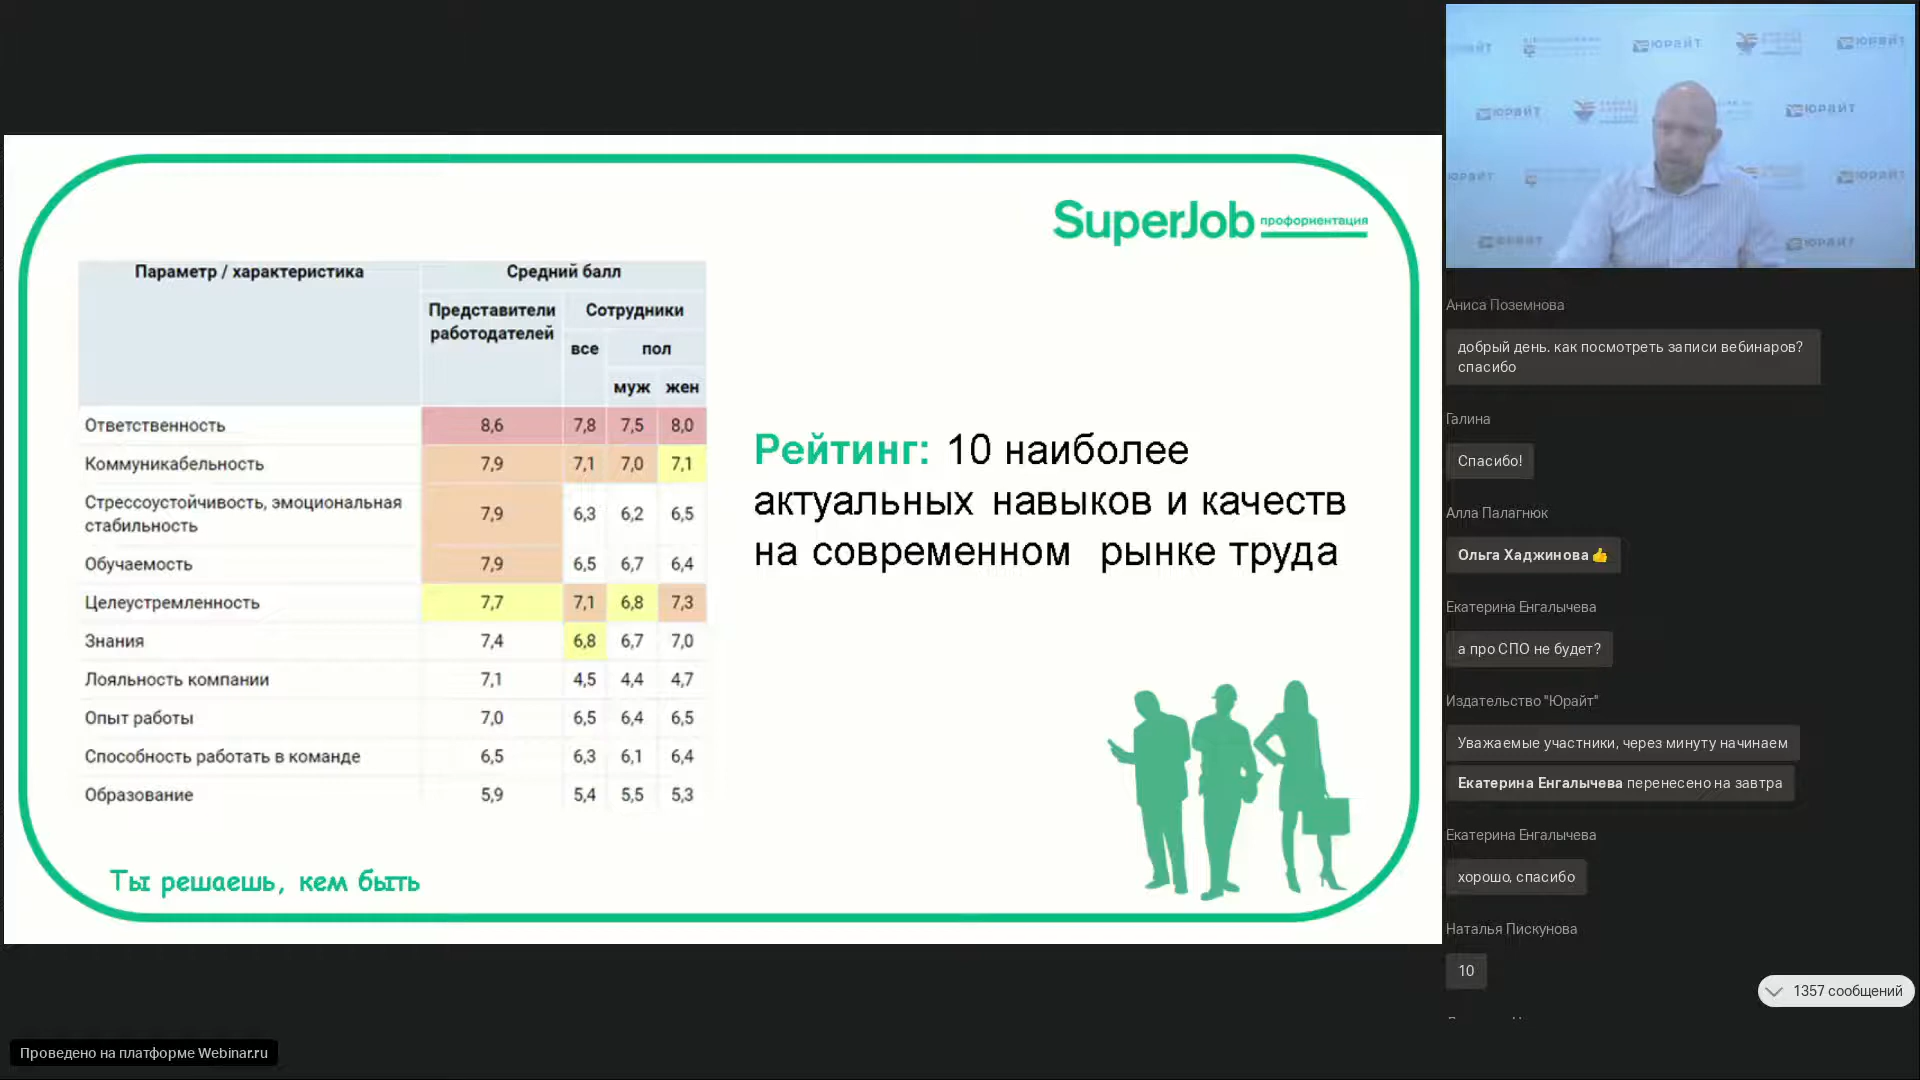 SuperJob профориентация
Параметр / характеристика
Средний балл
Представители
работодателей
Сотрудники
все
пол
муж жен
Ответственность 8,6 7,8 7,5 8,0
Коммуникабельность 7,9 7,1 7,0 7,1
Стрессоустойчивость, эмоциональная
стабильность 7,9 6,3 6,2 6,5
Обучаемость 7,9 6,5 6,7 6,4
Целеустремленность 7,7 7,1 6,8 7,3
Знания 7,4 6,8 6,7 7,0
Лояльность компании 7,1 4,5 4,4 4,7
Опыт работы 7,0 6,5 6,4 6,5
Способность работать в команде 6,5 6,3 6,1 6,4
Образование 5,9 5,4 5,5 5,3
Рейтинг: 10 наиболее
актуальных навыков и качеств
на современном рынке труда
Ты решаешь, кем быть
Проведено на платформе Webinar.ru
ЮРАЙТ
ЮРАЙТ
ЮРАЙТ
ЮРАЙТ
ЮРАЙТ
ЮРАЙТ
ЮРАЙТ
ЮРАЙТ
Аниса Поземнова
добрый день. как посмотреть записи вебинаров?
спасибо
Галина
Спасибо!
Алла Палагнюк
Ольга Хаджинова👍
Екатерина Енгалычева
а про СПО не будет?
Издательство "Юрайт"
Уважаемые участники, через минуту начинаем
Екатерина Енгалычева перенесено на завтра
Екатерина Енгалычева
хорошо, спасибо
Наталья Пискунова
10
1357 сообщений